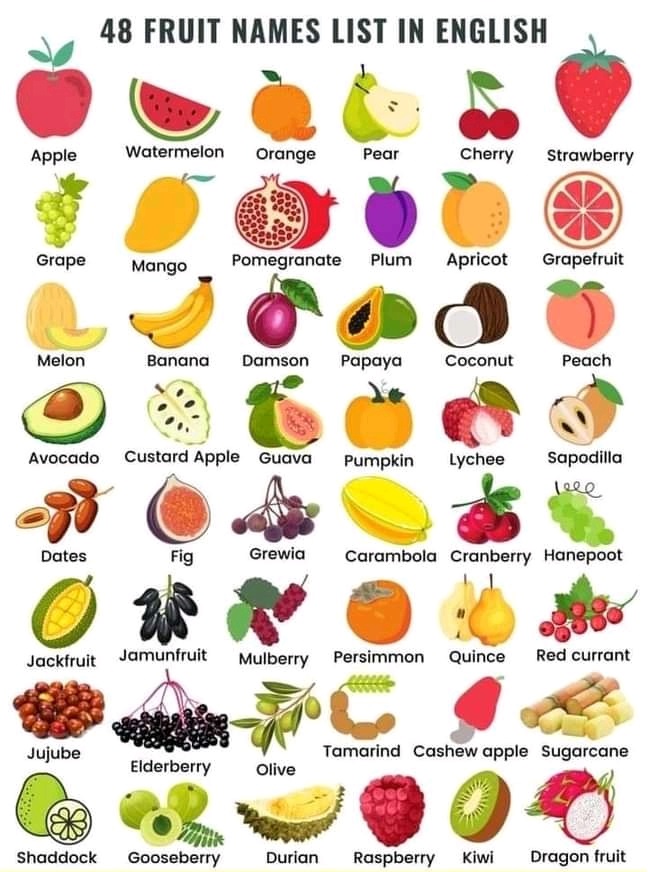 48 FRUIT NAMES LIST IN ENGLISH
Apple Watermelon Orange Pear Cherry Strawberry
Grape Mango Pomegranate Plum Apricot Grapefruit
Melon Banana Damson Papaya Coconut Peach
Avocado Custard Apple Guava Pumpkin Lychee Sapodilla
Dates Fig Grewia Carambola Cranberry Hanepoot
Jackfruit Jamunfruit Mulberry Persimmon Quince Red currant
Jujube Elderberry Olive Tamarind Cashew apple Sugarcane
Shaddock Gooseberry Durian Raspberry Kiwi Dragon fruit